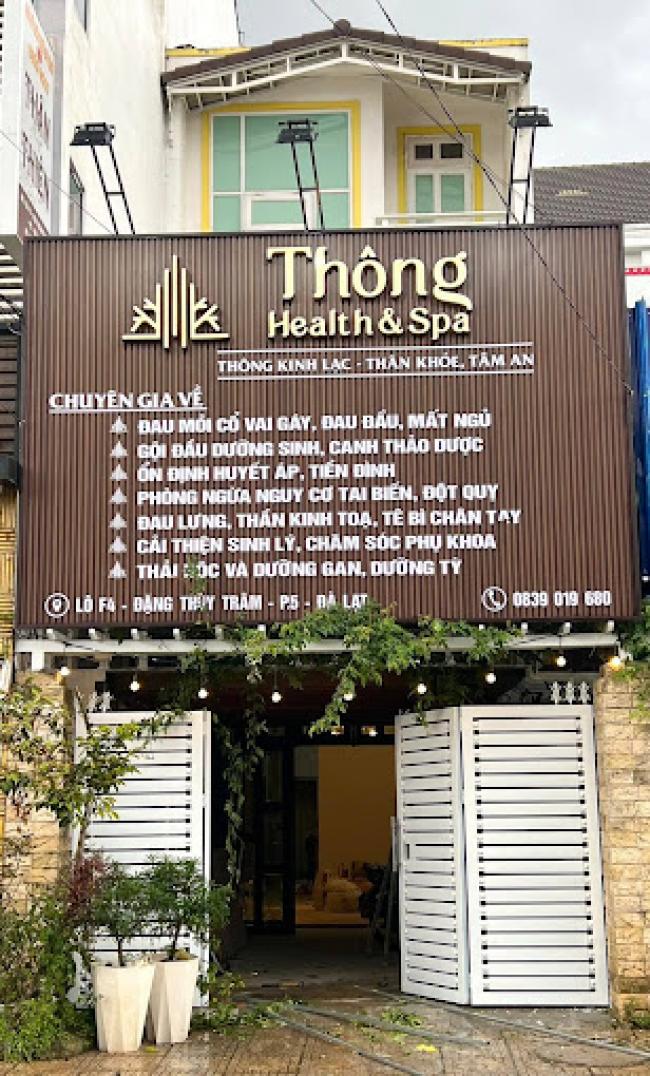 THÂN
THIỆN
Thông
Health & Spa
THÔNG KINH LẠC - THÂN KHỎE, TÂM AN
CHUYÊN GIA VỀ
ĐAU MỎI CỔ VAI GÁY, ĐAU ĐẦU, MẤT NGỦ
GỘI ĐẦU DƯỠNG SINH, CANH THẢO DƯỢC
ỔN ĐỊNH HUYẾT ÁP, TIỀN ĐÌNH
PHÒNG NGỪA NGUY CƠ TAI BIẾN, ĐỘT QUỴ
ĐAU LƯNG, THẦN KINH TOẠ, TÊ BÌ CHÂN TAY
CẢI THIỆN SINH LÝ, CHĂM SÓC PHỤ KHOA
THẢI ĐỘC VÀ DƯỠNG GAN, DƯỠNG TỲ
LÔ F4 - ĐẶNG THÙY TRÂM - P.5 - ĐÀ LẠT
0839 019 680